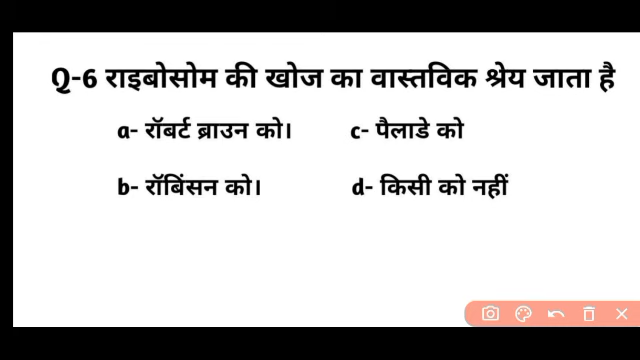 Q-6 राइबोसोम की खोज का वास्तविक श्रेय जाता है
a- रॉबर्ट ब्राउन को। c- पैलाडे को
b- रॉबिंसन को। d- किसी को नहीं